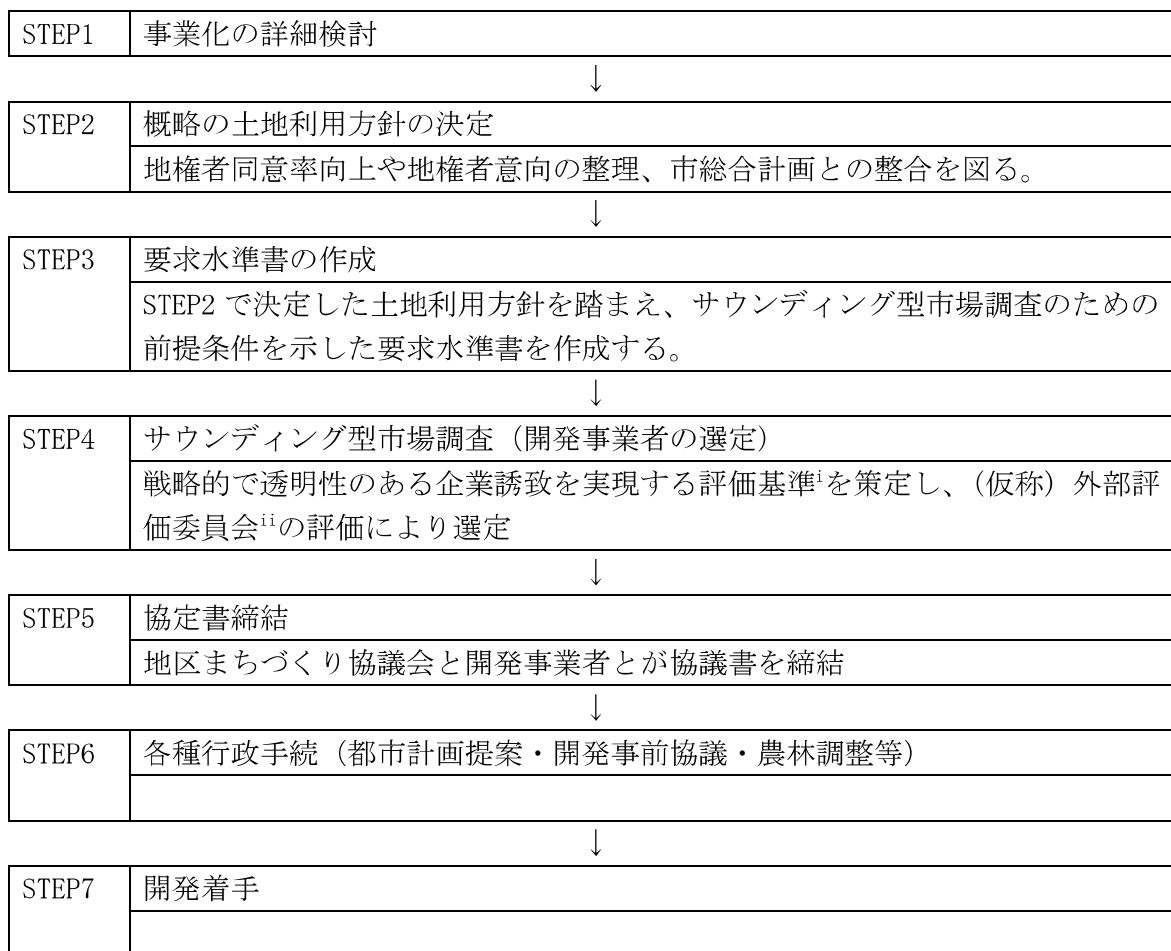 STEP1 事業化の詳細検討
↓
STEP2 概略の土地利用方針の決定
地権者同意率向上や地権者意向の整理、市総合計画との整合を図る。
↓
STEP3 要求水準書の作成
STEP2 で決定した土地利用方針を踏まえ、サウンディング型市場調査のための
前提条件を示した要求水準書を作成する。
↓
STEP4 サウンディング型市場調査（開発事業者の選定）
戦略的で透明性のある企業誘致を実現する評価基準ⁱを策定し、（仮称）外部評
価委員会ⁱⁱの評価により選定
↓
STEP5 協定書締結
地区まちづくり協議会と開発事業者とが協議書を締結
↓
STEP6 各種行政手続（都市計画提案・開発事前協議・農林調整等）
↓
STEP7 開発着手